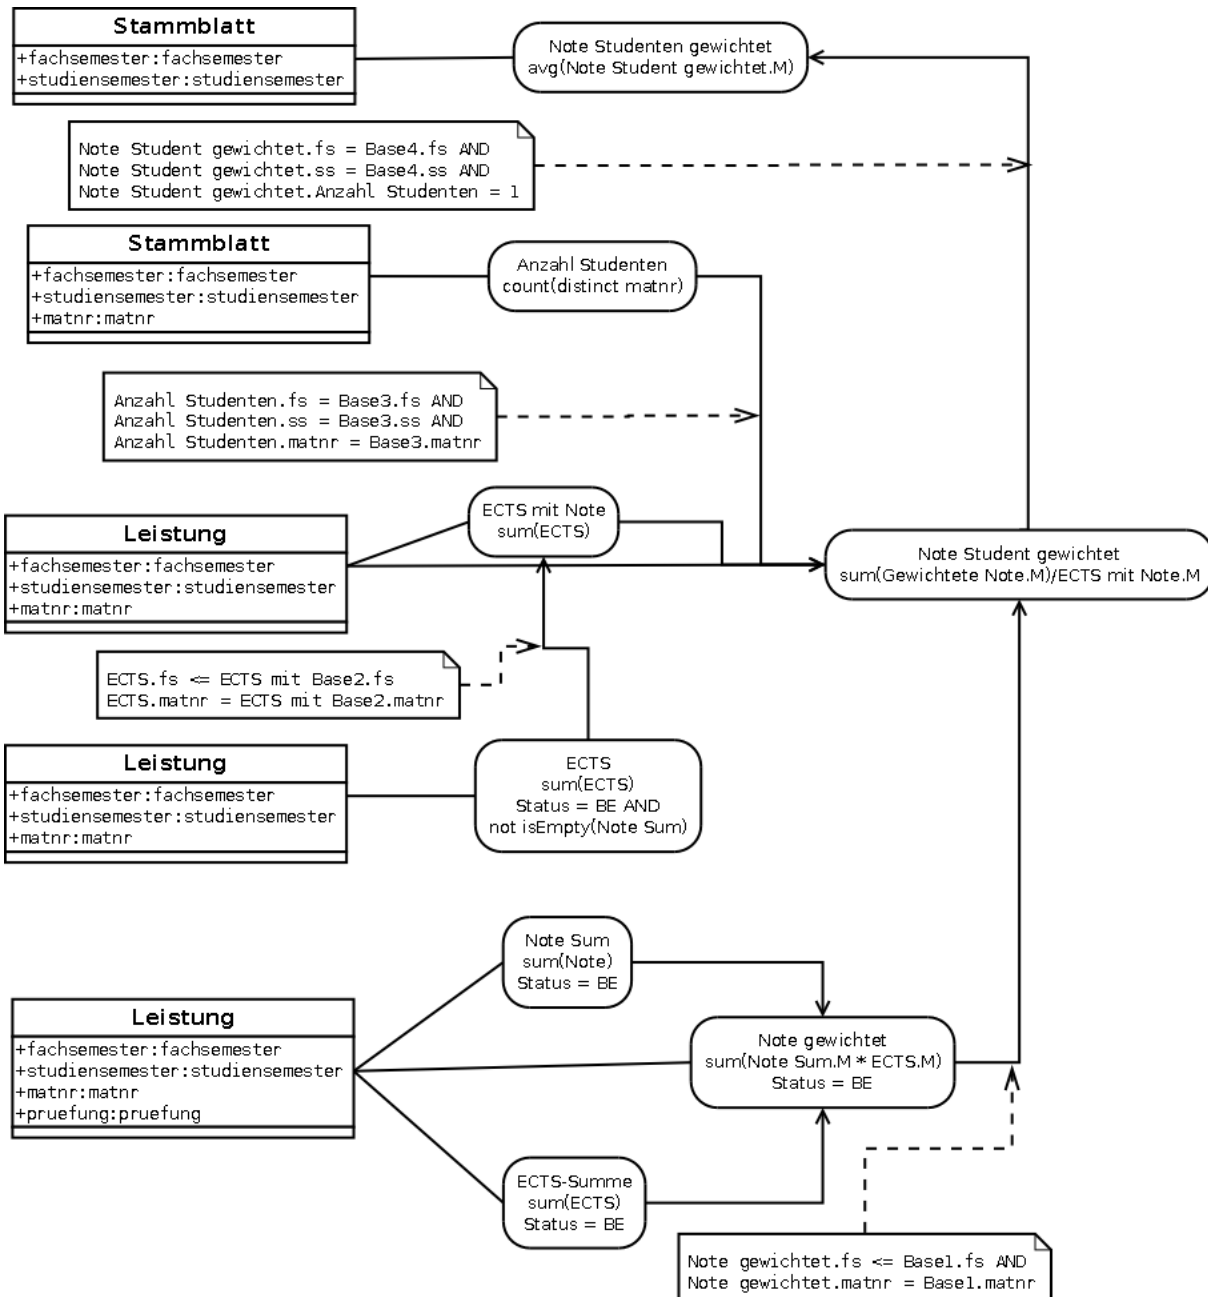 Stammblatt
+fachsemester:fachsemester
+studiensemester:studiensemester
Note Studenten gewichtet
avg(Note Student gewichtet.M)
Note Student gewichtet.fs = Base4.fs AND
Note Student gewichtet.ss = Base4.ss AND
Note Student gewichtet.Anzahl Studenten = 1
Stammblatt
+fachsemester:fachsemester
+studiensemester:studiensemester
+matnr:matnr
Anzahl Studenten
count(distinct matnr)
Anzahl Studenten.fs = Base3.fs AND
Anzahl Studenten.ss = Base3.ss AND
Anzahl Studenten.matnr = Base3.matnr
ECTS mit Note
sum(ECTS)
Leistung
+fachsemester:fachsemester
+studiensemester:studiensemester
+matnr:matnr
Note Student gewichtet
sum(Gewichtete Note.M)/ECTS mit Note.M
ECTS.fs <= ECTS mit Base2.fs
ECTS.matnr = ECTS mit Base2.matnr
Leistung
+fachsemester:fachsemester
+studiensemester:studiensemester
+matnr:matnr
ECTS
sum(ECTS)
Status = BE AND
not isEmpty(Note Sum)
Note Sum
sum(Note)
Status = BE
Leistung
+fachsemester:fachsemester
+studiensemester:studiensemester
+matnr:matnr
+pruefung:pruefung
Note gewichtet
sum(Note Sum.M * ECTS.M)
Status = BE
ECTS-Summe
sum(ECTS)
Status = BE
Note gewichtet.fs <= Base1.fs AND
Note gewichtet.matnr = Base1.matnr